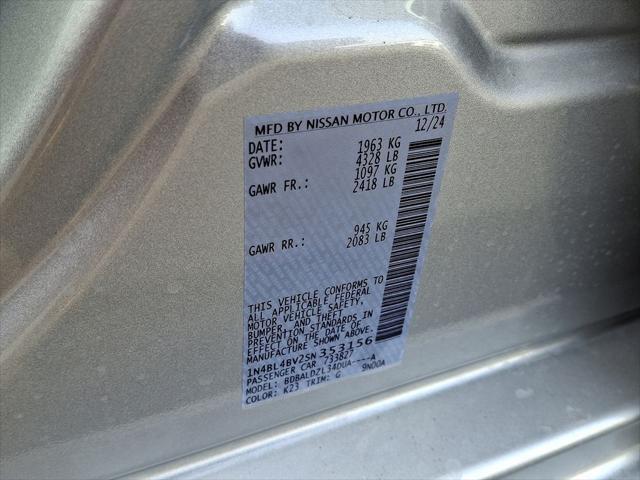 MFD BY NISSAN MOTOR CO., LTD.
DATE: 12/24
GVWR: 1963 KG
4328 LB
GAWR FR.: 1097 KG
2418 LB
GAWR RR.: 945 KG
2083 LB
THIS VEHICLE CONFORMS TO
ALL APPLICABLE FEDERAL
MOTOR VEHICLE SAFETY,
BUMPER, AND THEFT
PREVENTION STANDARDS IN
EFFECT ON THE DATE OF
MANUFACTURE SHOWN ABOVE.
1N4BL4BV2SN353156
PASSENGER CAR 733827
MODEL: BDBALDZL34DUA----A
COLOR: K23 TRIM: G 9N00A